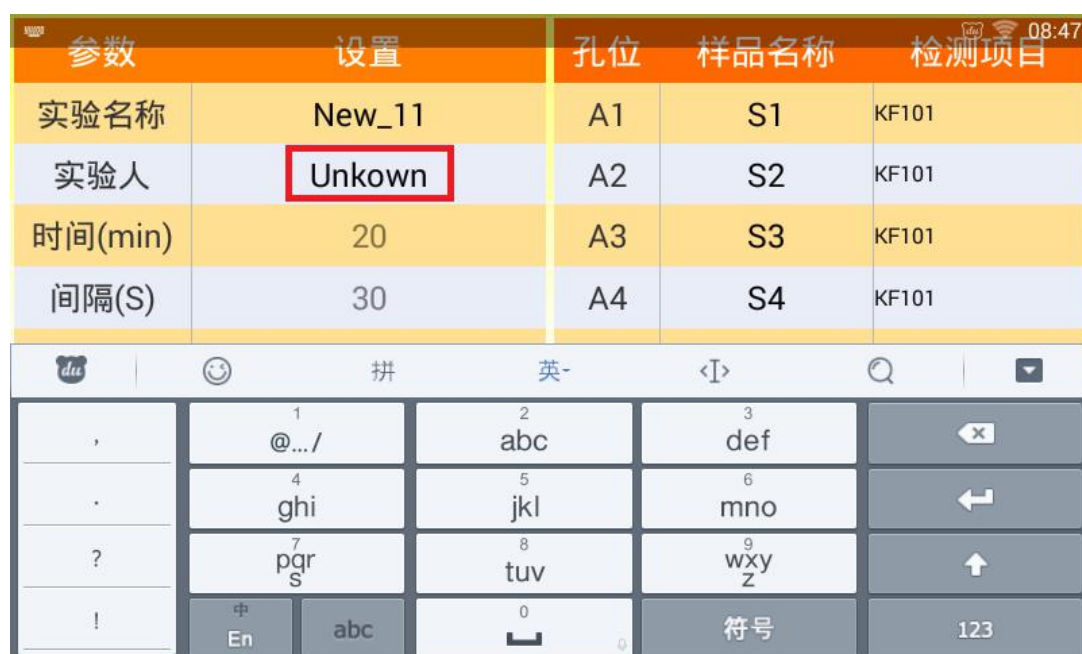 08:47
参数 设置 孔位 样品名称 检测项目
实验名称 New_11 A1 S1 KF101
实验人 Unkown A2 S2 KF101
时间(min) 20 A3 S3 KF101
间隔(S) 30 A4 S4 KF101
du 拼 英-
, 1 @.../ 2 abc 3 def
. 4 ghi 5 jkl 6 mno
? 7 pqrs 8 tuv 9 wxyz
! 中 En abc 0 符号 123